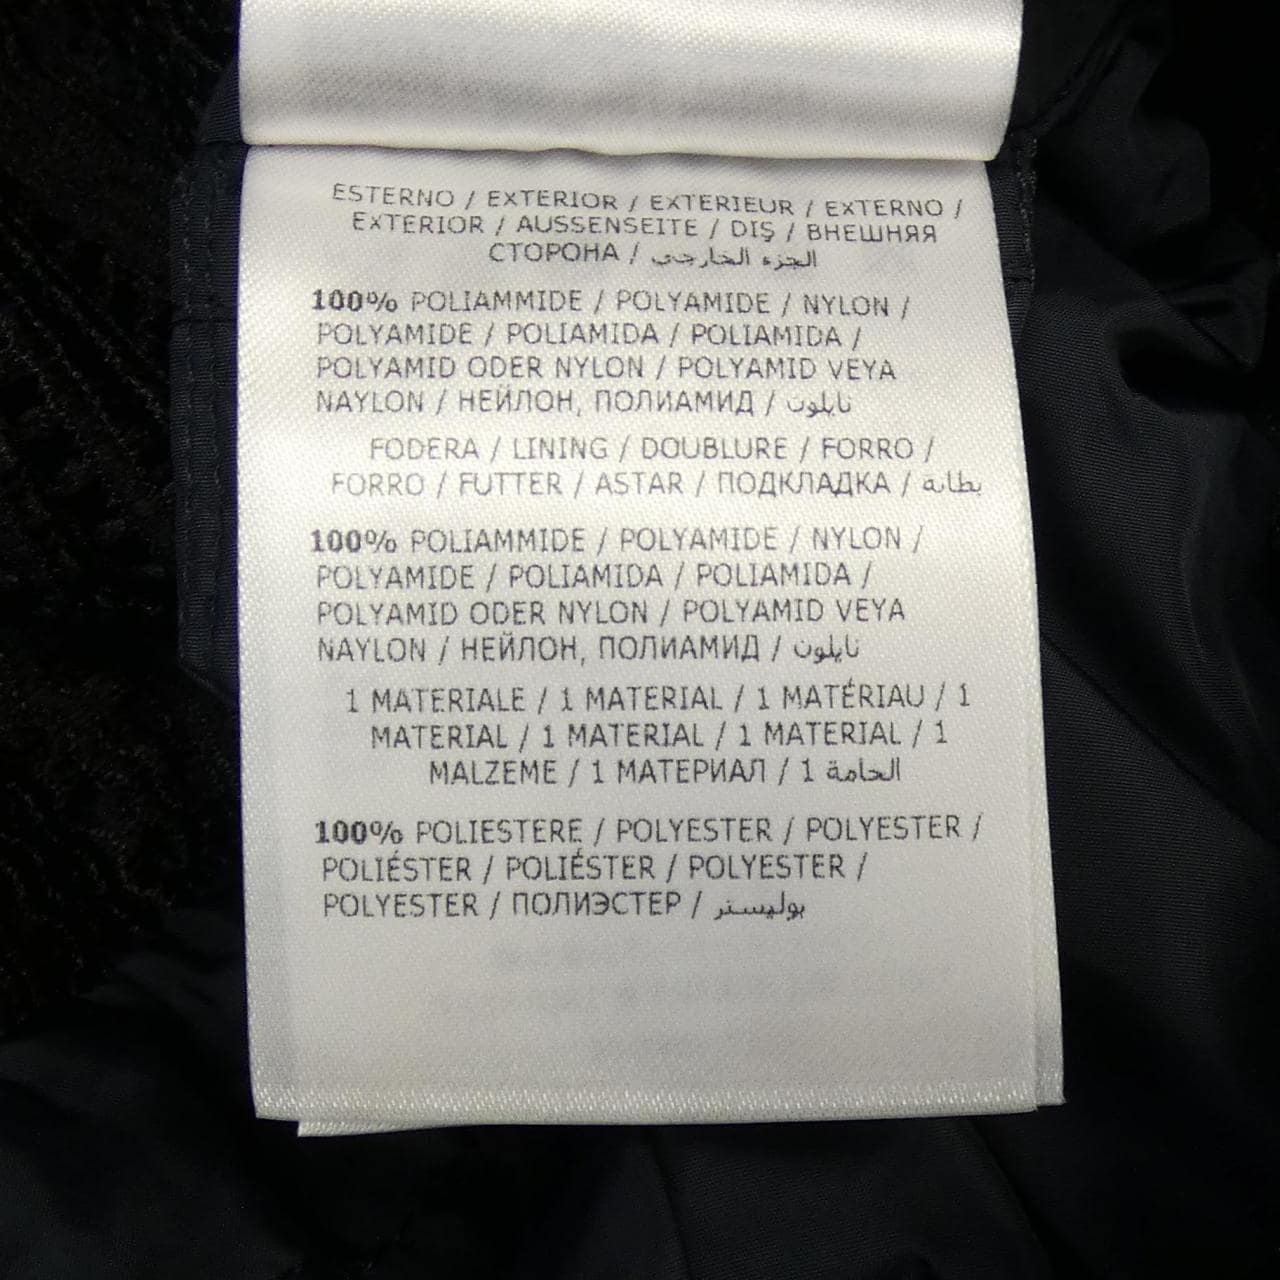 ESTERNO / EXTERIOR / EXTERIEUR / EXTERNO /
EXTERIOR / AUSSENSEITE / DIŞ / ВНЕШНЯЯ
СТОРОНА / الجزء الخارجي
100% POLIAMMIDE / POLYAMIDE / NYLON /
POLYAMIDE / POLIAMIDA / POLIAMIDA /
POLYAMID ODER NYLON / POLYAMID VEYA
NAYLON / НЕЙЛОН, ПОЛИАМИД / نايلون
FODERA / LINING / DOUBLURE / FORRO /
FORRO / FUTTER / ASTAR / ПОДКЛАДКА / بطانة
100% POLIAMMIDE / POLYAMIDE / NYLON /
POLYAMIDE / POLIAMIDA / POLIAMIDA /
POLYAMID ODER NYLON / POLYAMID VEYA
NAYLON / НЕЙЛОН, ПОЛИАМИД / نايلون
1 MATERIALE / 1 MATERIAL / 1 MATÉRIAU / 1
MATERIAL / 1 MATERIAL / 1 MATERIAL / 1
MALZEME / 1 МАТЕРИАЛ / 1 الخامة
100% POLIESTERE / POLYESTER / POLYESTER /
POLIÉSTER / POLIÉSTER / POLYESTER /
POLYESTER / ПОЛИЭСТЕР / بوليستر